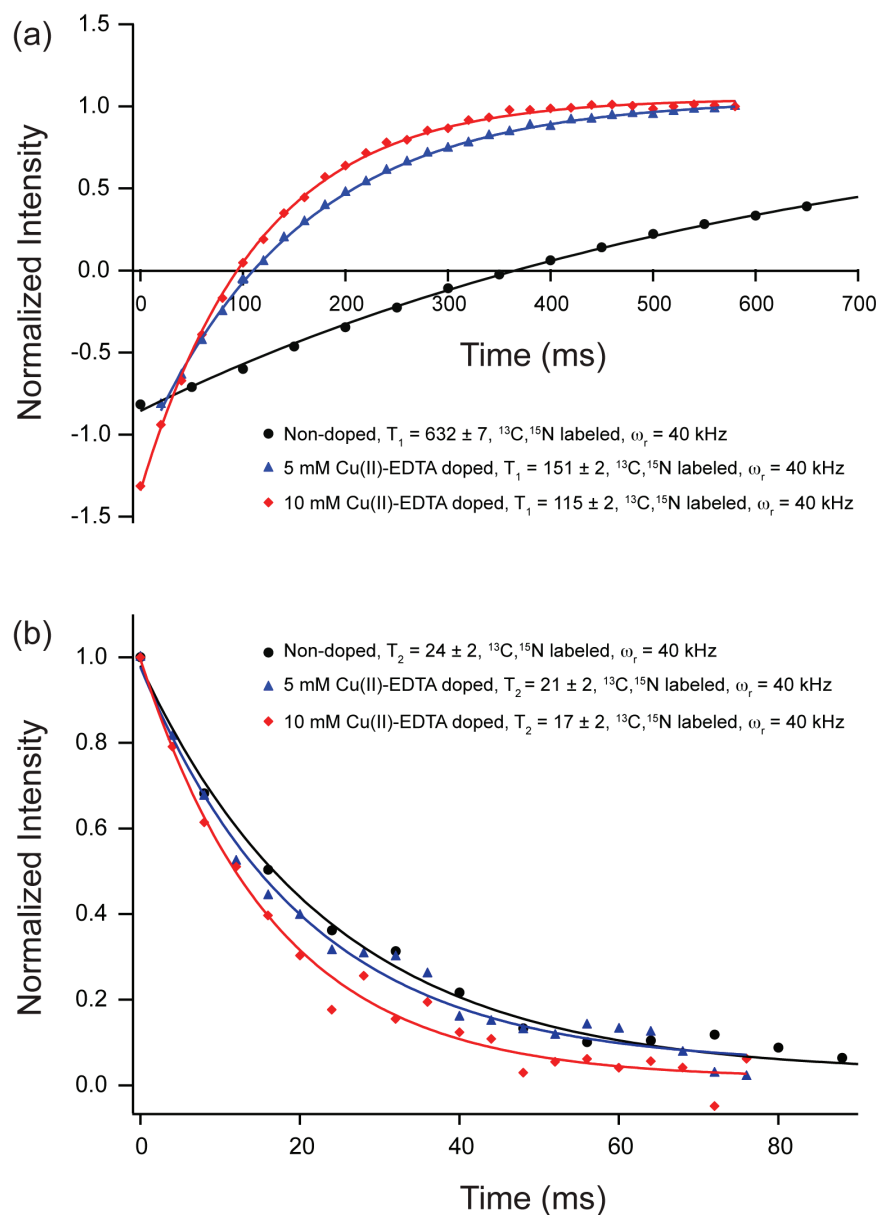 (a)
Normalized Intensity
1.5
1.0
0.5
0.0
-0.5
-1.0
-1.5
0 100 200 300 400 500 600 700
Time (ms)
Non-doped, T₁ = 632 ± 7, ¹³C,¹⁵N labeled, ωᵣ = 40 kHz
5 mM Cu(II)-EDTA doped, T₁ = 151 ± 2, ¹³C,¹⁵N labeled, ωᵣ = 40 kHz
10 mM Cu(II)-EDTA doped, T₁ = 115 ± 2, ¹³C,¹⁵N labeled, ωᵣ = 40 kHz
(b)
Normalized Intensity
1.0
0.8
0.6
0.4
0.2
0.0
Non-doped, T₂ = 24 ± 2, ¹³C,¹⁵N labeled, ωᵣ = 40 kHz
5 mM Cu(II)-EDTA doped, T₂ = 21 ± 2, ¹³C,¹⁵N labeled, ωᵣ = 40 kHz
10 mM Cu(II)-EDTA doped, T₂ = 17 ± 2, ¹³C,¹⁵N labeled, ωᵣ = 40 kHz
0 20 40 60 80
Time (ms)